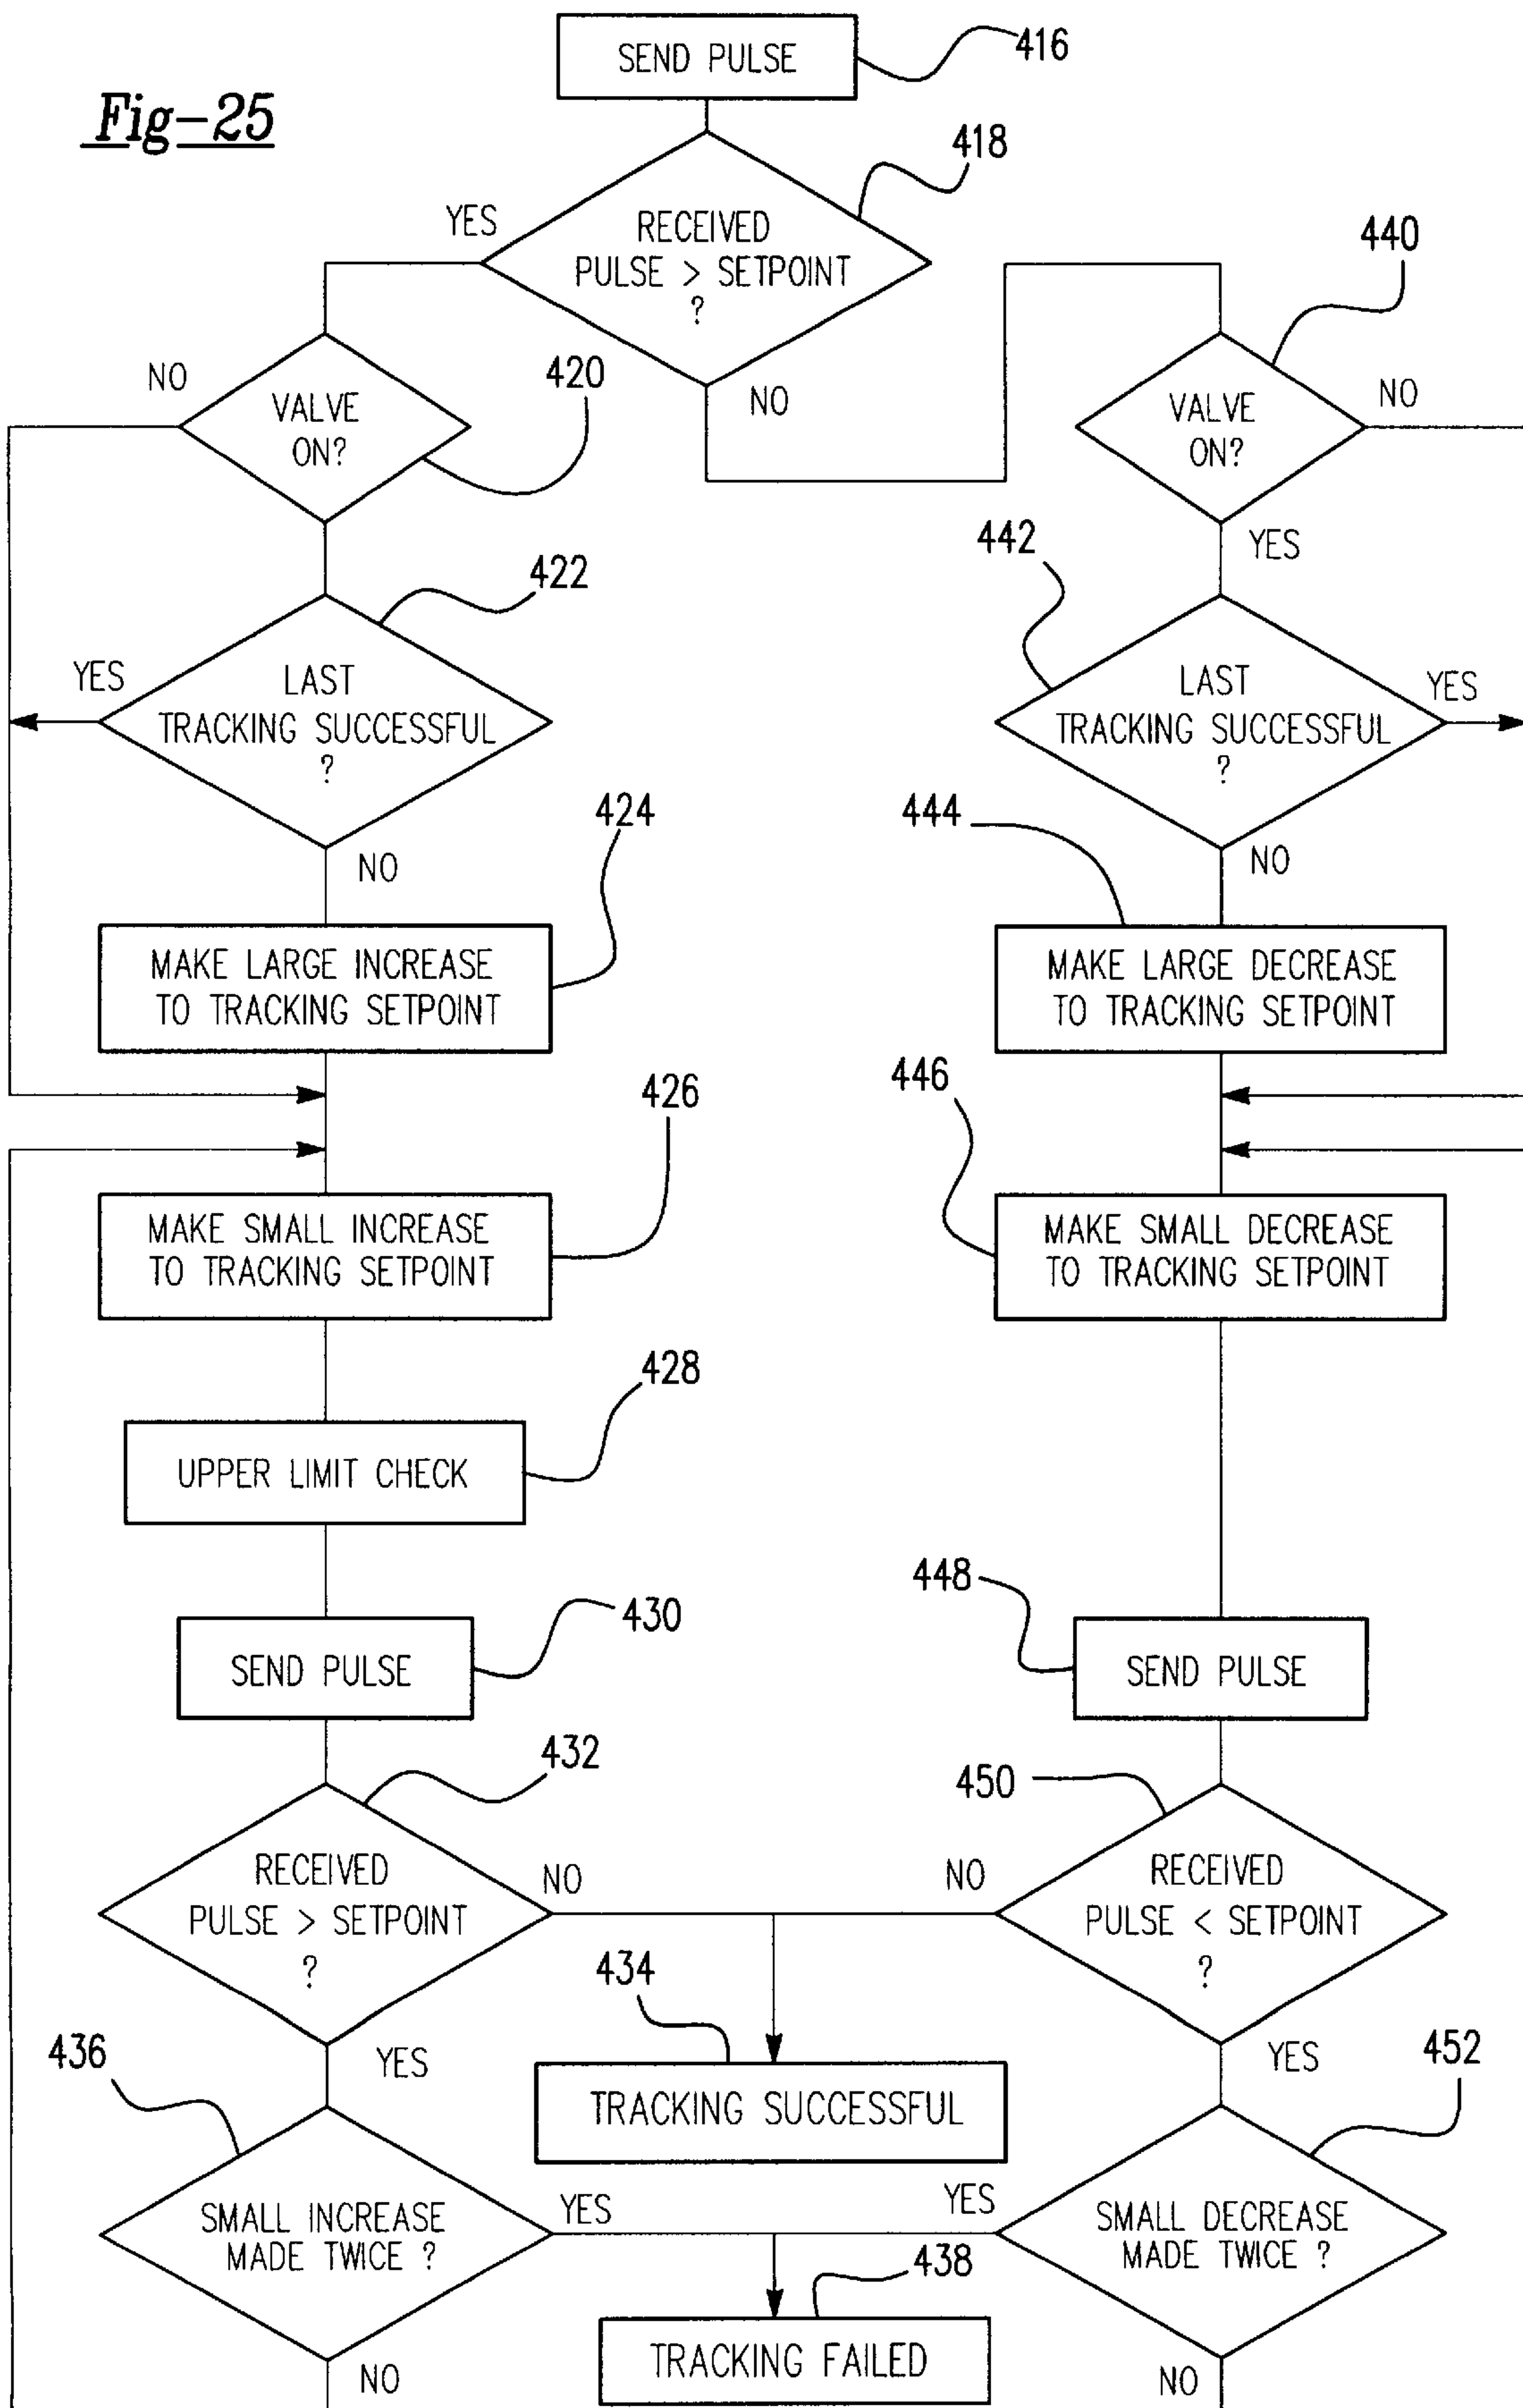 Fig-25
SEND PULSE
416
418
YES
RECEIVED
PULSE > SETPOINT
?
NO
440
NO
VALVE
ON?
420
VALVE
ON?
NO
YES
422
442
YES
LAST
TRACKING SUCCESSFUL
?
NO
LAST
TRACKING SUCCESSFUL
?
YES
NO
424
444
MAKE LARGE INCREASE
TO TRACKING SETPOINT
MAKE LARGE DECREASE
TO TRACKING SETPOINT
426
446
MAKE SMALL INCREASE
TO TRACKING SETPOINT
MAKE SMALL DECREASE
TO TRACKING SETPOINT
428
UPPER LIMIT CHECK
430
448
SEND PULSE
SEND PULSE
432
450
RECEIVED
PULSE > SETPOINT
?
NO
NO
RECEIVED
PULSE < SETPOINT
?
434
YES
YES
436
452
TRACKING SUCCESSFUL
SMALL INCREASE
MADE TWICE ?
YES
YES
SMALL DECREASE
MADE TWICE ?
438
TRACKING FAILED
NO
NO